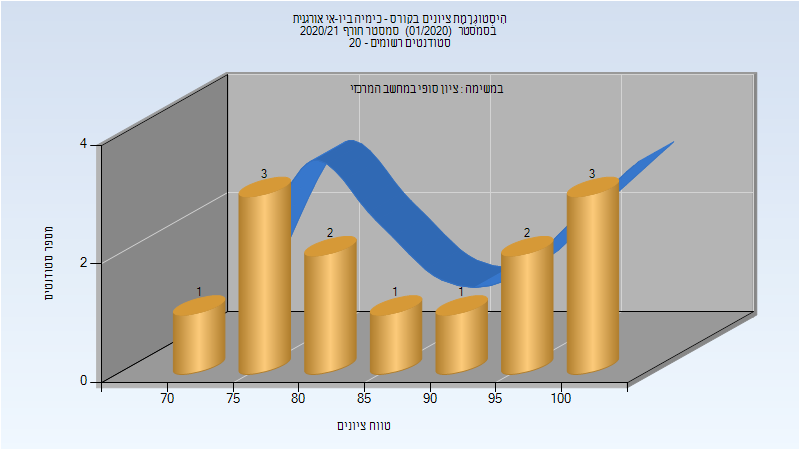 היסטוגרמת ציונים בקורס - כימיה ביו-אי אורגנית
בסמסטר (01/2020) סמסטר חורף 2020/21
סטודנטים רשומים - 20
במשימה : ציון סופי במחשב המרכזי
4
2
0
מספר סטודנטים
1
3
2
1
1
2
3
70
75
80
85
90
95
100
טווח ציונים